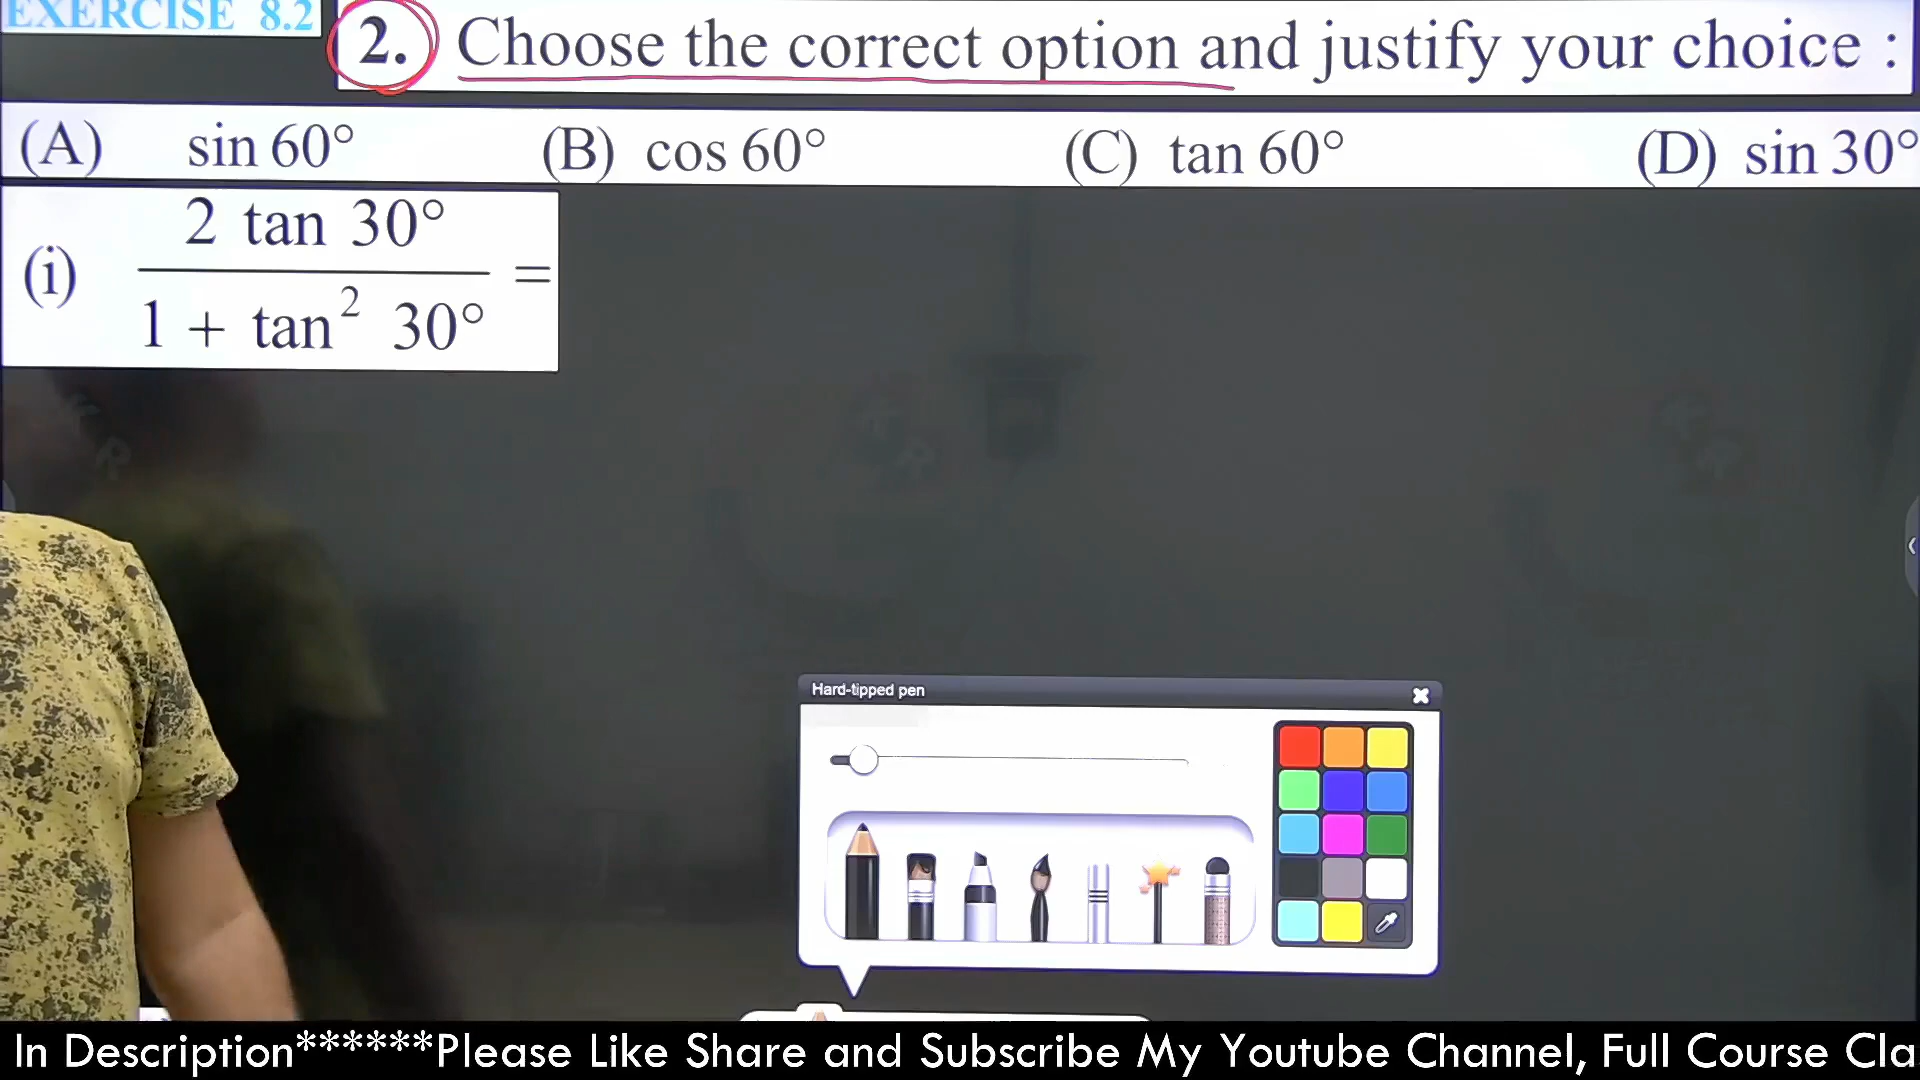 EXERCISE 8.2
2. Choose the correct option and justify your choice :
(A) sin 60° (B) cos 60° (C) tan 60° (D) sin 30°
(i) 2 tan 30° / 1 + tan² 30° =
Hard-tipped pen
In Description******Please Like Share and Subscribe My Youtube Channel, Full Course Cla